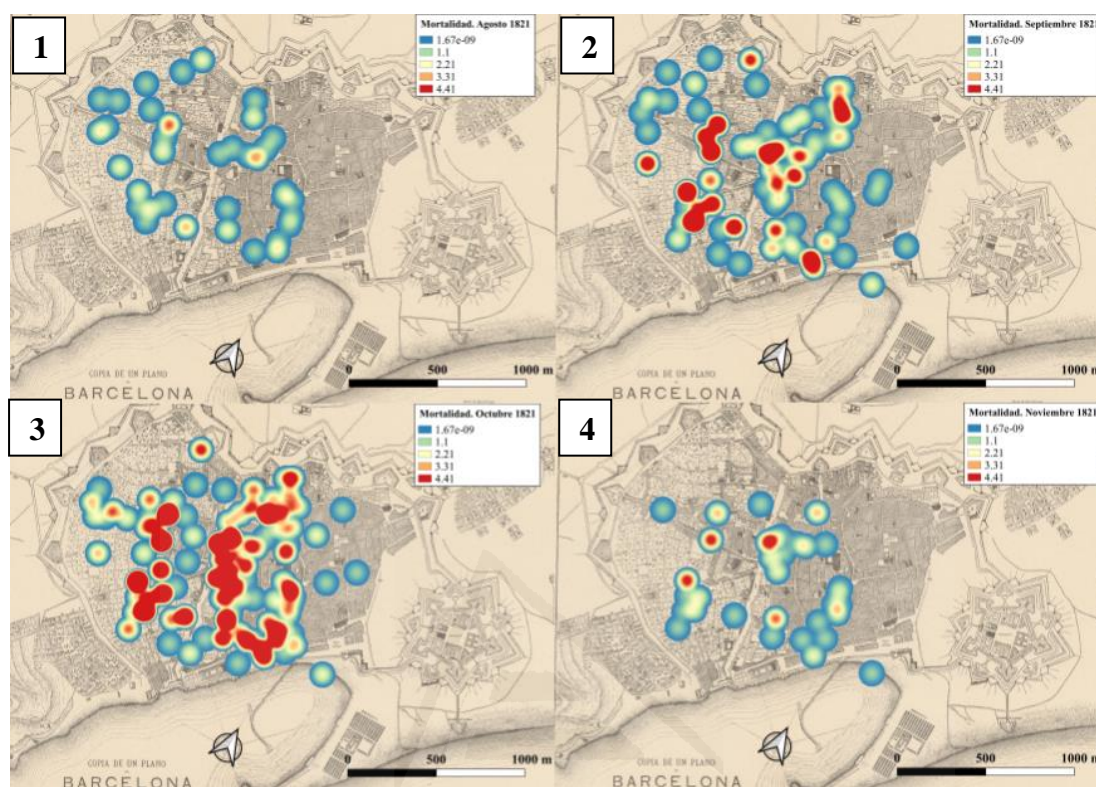 1
Mortalidad. Agosto 1821
1.67e-09
1.1
2.21
3.31
4.41
COPIA DE UN PLANO
BARCELONA
0
500
1000 m
2
Mortalidad. Septiembre 1821
1.67e-09
1.1
2.21
3.31
4.41
COPIA DE UN PLANO
BARCELONA
0
500
1000 m
3
Mortalidad. Octubre 1821
1.67e-09
1.1
2.21
3.31
4.41
COPIA DE UN PLANO
BARCELONA
0
500
1000 m
4
Mortalidad. Noviembre 1821
1.67e-09
1.1
2.21
3.31
4.41
COPIA DE UN PLANO
BARCELONA
0
500
1000 m